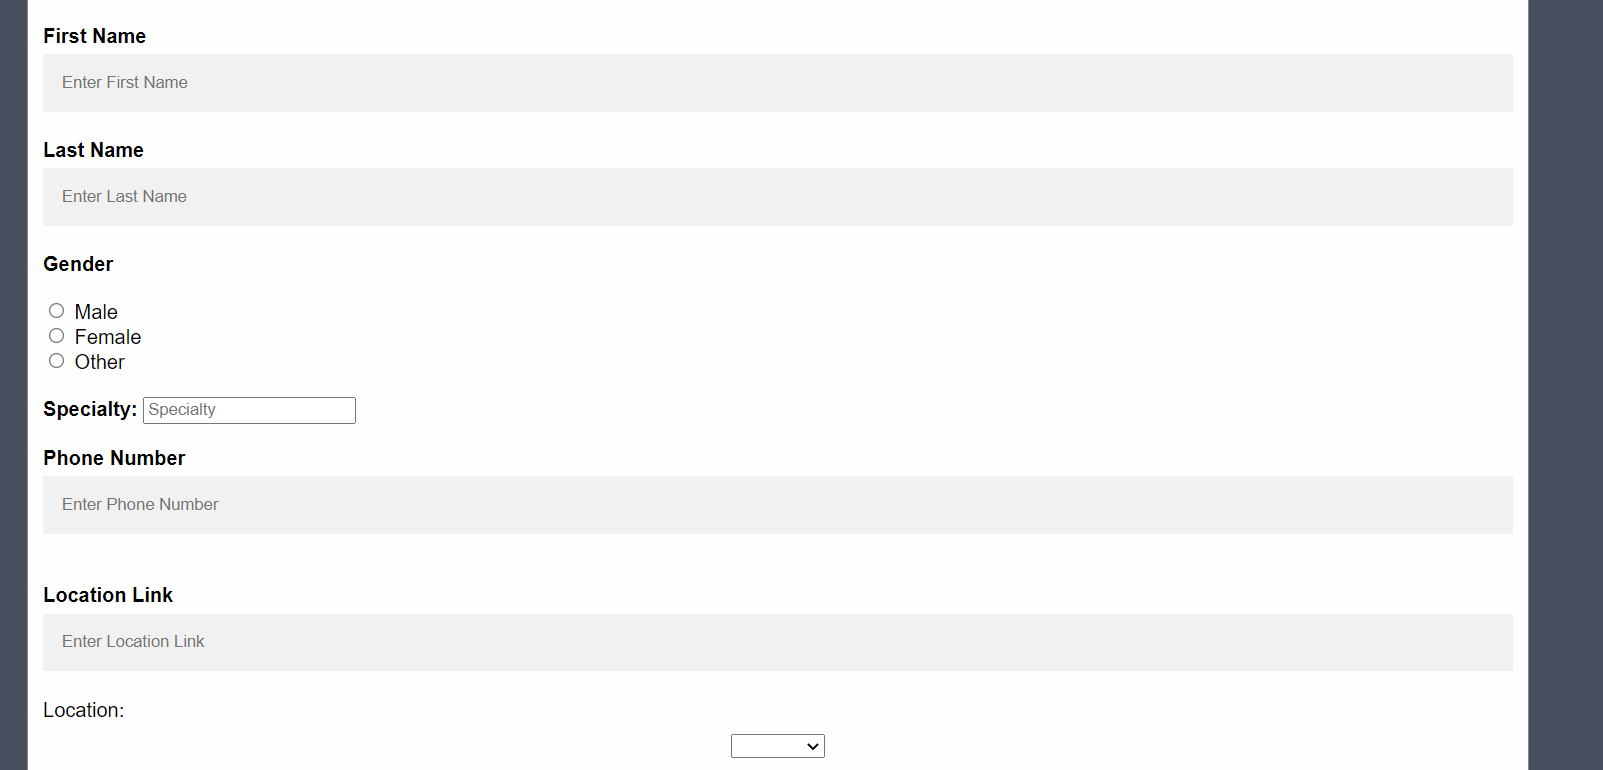 First Name
Enter First Name
Last Name
Enter Last Name
Gender
Male
Female
Other
Specialty: Specialty
Phone Number
Enter Phone Number
Location Link
Enter Location Link
Location: